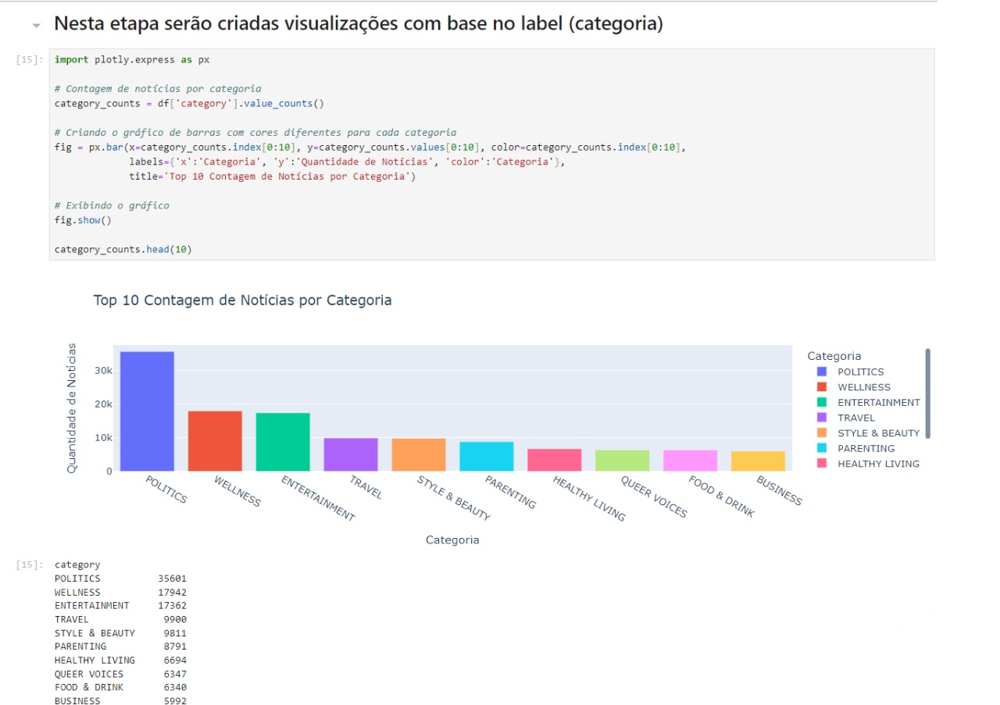 Nesta etapa serão criadas visualizações com base no label (categoria)
[15]: import plotly.express as px
# Contagem de notícias por categoria
category_counts = df['category'].value_counts()
# Criando o gráfico de barras com cores diferentes para cada categoria
fig = px.bar(x=category_counts.index[0:10], y=category_counts.values[0:10], color=category_counts.index[0:10],
labels={'x':'Categoria', 'y':'Quantidade de Notícias', 'color':'Categoria'},
title='Top 10 Contagem de Notícias por Categoria')
# Exibindo o gráfico
fig.show()
category_counts.head(10)
Top 10 Contagem de Notícias por Categoria
Quantidade de Notícias
30k
20k
10k
0
POLITICS
WELLNESS
ENTERTAINMENT
TRAVEL
STYLE & BEAUTY
PARENTING
HEALTHY LIVING
QUEER VOICES
FOOD & DRINK
BUSINESS
Categoria
Categoria
POLITICS
WELLNESS
ENTERTAINMENT
TRAVEL
STYLE & BEAUTY
PARENTING
HEALTHY LIVING
[15]: category
POLITICS 35601
WELLNESS 17942
ENTERTAINMENT 17362
TRAVEL 9900
STYLE & BEAUTY 9811
PARENTING 8791
HEALTHY LIVING 6694
QUEER VOICES 6347
FOOD & DRINK 6340
BUSINESS 5992